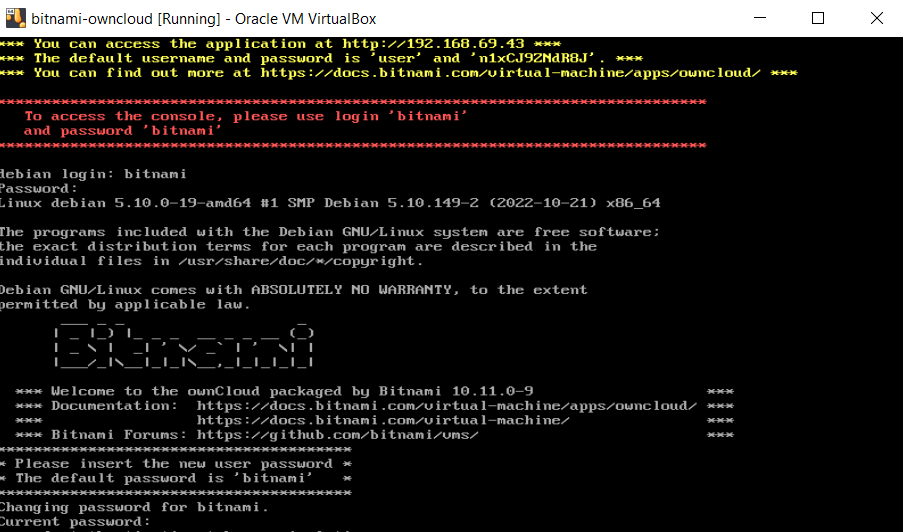 bitnami-owncloud [Running] - Oracle VM VirtualBox
*** You can access the application at http://192.168.69.43 ***
*** The default username and password is 'user' and 'n1xCJ9ZNdR8J'. ***
*** You can find out more at https://docs.bitnami.com/virtual-machine/apps/owncloud/ ***
*******************************************************************************
To access the console, please use login 'bitnami'
and password 'bitnami'
*******************************************************************************
debian login: bitnami
Password:
Linux debian 5.10.0-19-amd64 #1 SMP Debian 5.10.149-2 (2022-10-21) x86_64
The programs included with the Debian GNU/Linux system are free software;
the exact distribution terms for each program are described in the
individual files in /usr/share/doc/*/copyright.
Debian GNU/Linux comes with ABSOLUTELY NO WARRANTY, to the extent
permitted by applicable law.
Bitnami
*** Welcome to the ownCloud packaged by Bitnami 10.11.0-9 ***
*** Documentation: https://docs.bitnami.com/virtual-machine/apps/owncloud/ ***
*** https://docs.bitnami.com/virtual-machine/ ***
*** Bitnami Forums: https://github.com/bitnami/vms/ ***
***************************************
* Please insert the new user password *
* The default password is 'bitnami' *
***************************************
Changing password for bitnami.
Current password: